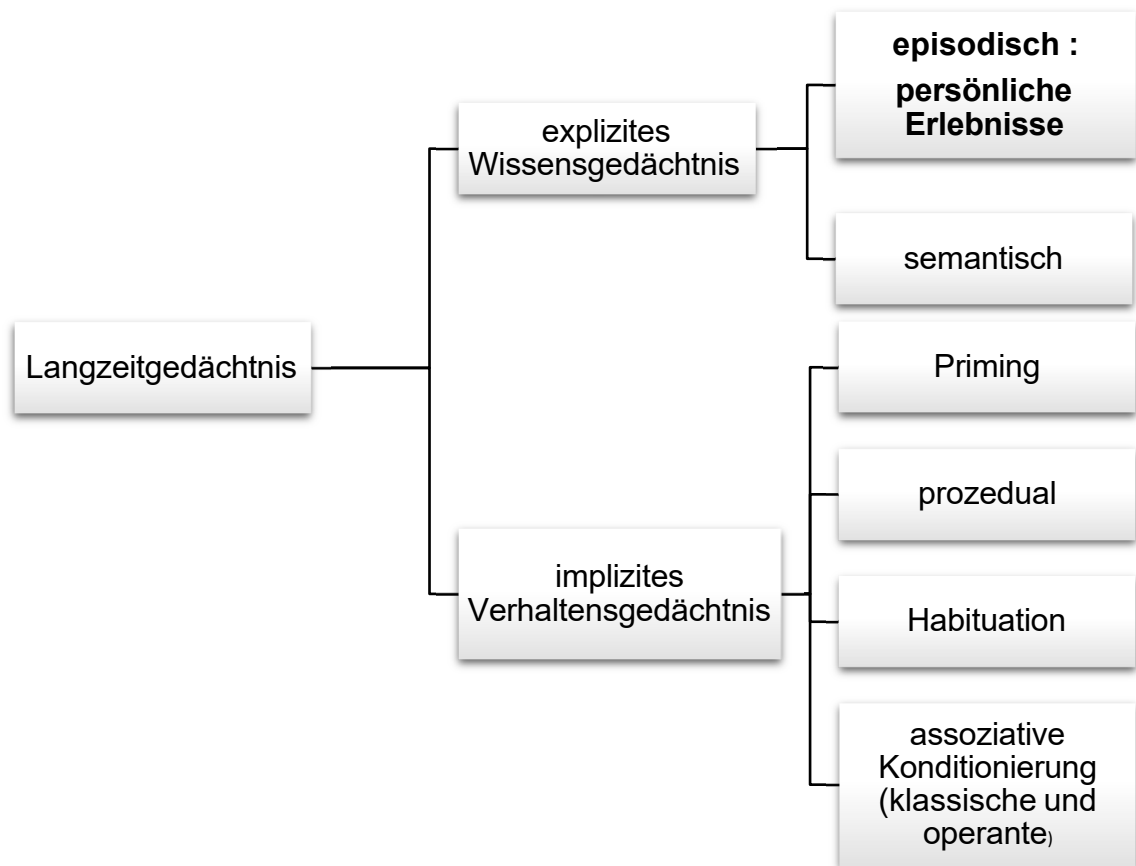 episodisch :
persönliche
Erlebnisse
explizites
Wissensgedächtnis
semantisch
Langzeitgedächtnis
Priming
prozedual
implizites
Verhaltensgedächtnis
Habituation
assoziative
Konditionierung
(klassische und
operante)